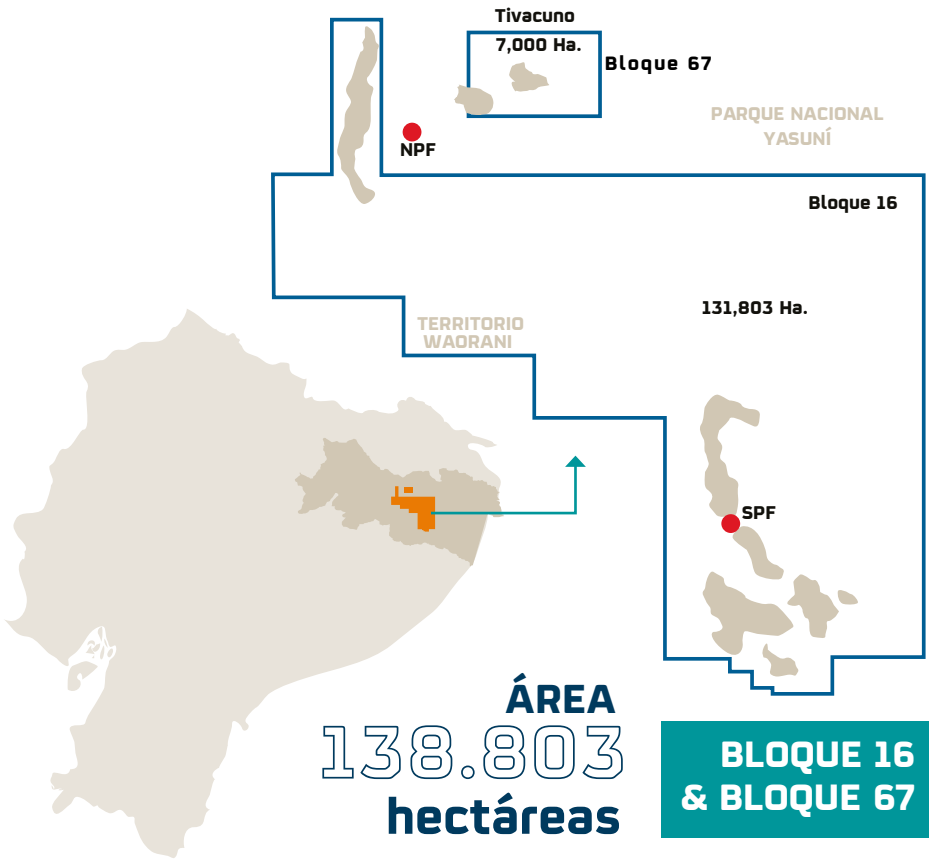 Tivacuno
7,000 Ha.
Bloque 67
PARQUE NACIONAL
YASUNÍ
NPF
Bloque 16
131,803 Ha.
TERRITORIO
WAORANI
SPF
ÁREA
138.803
hectáreas
BLOQUE 16
& BLOQUE 67